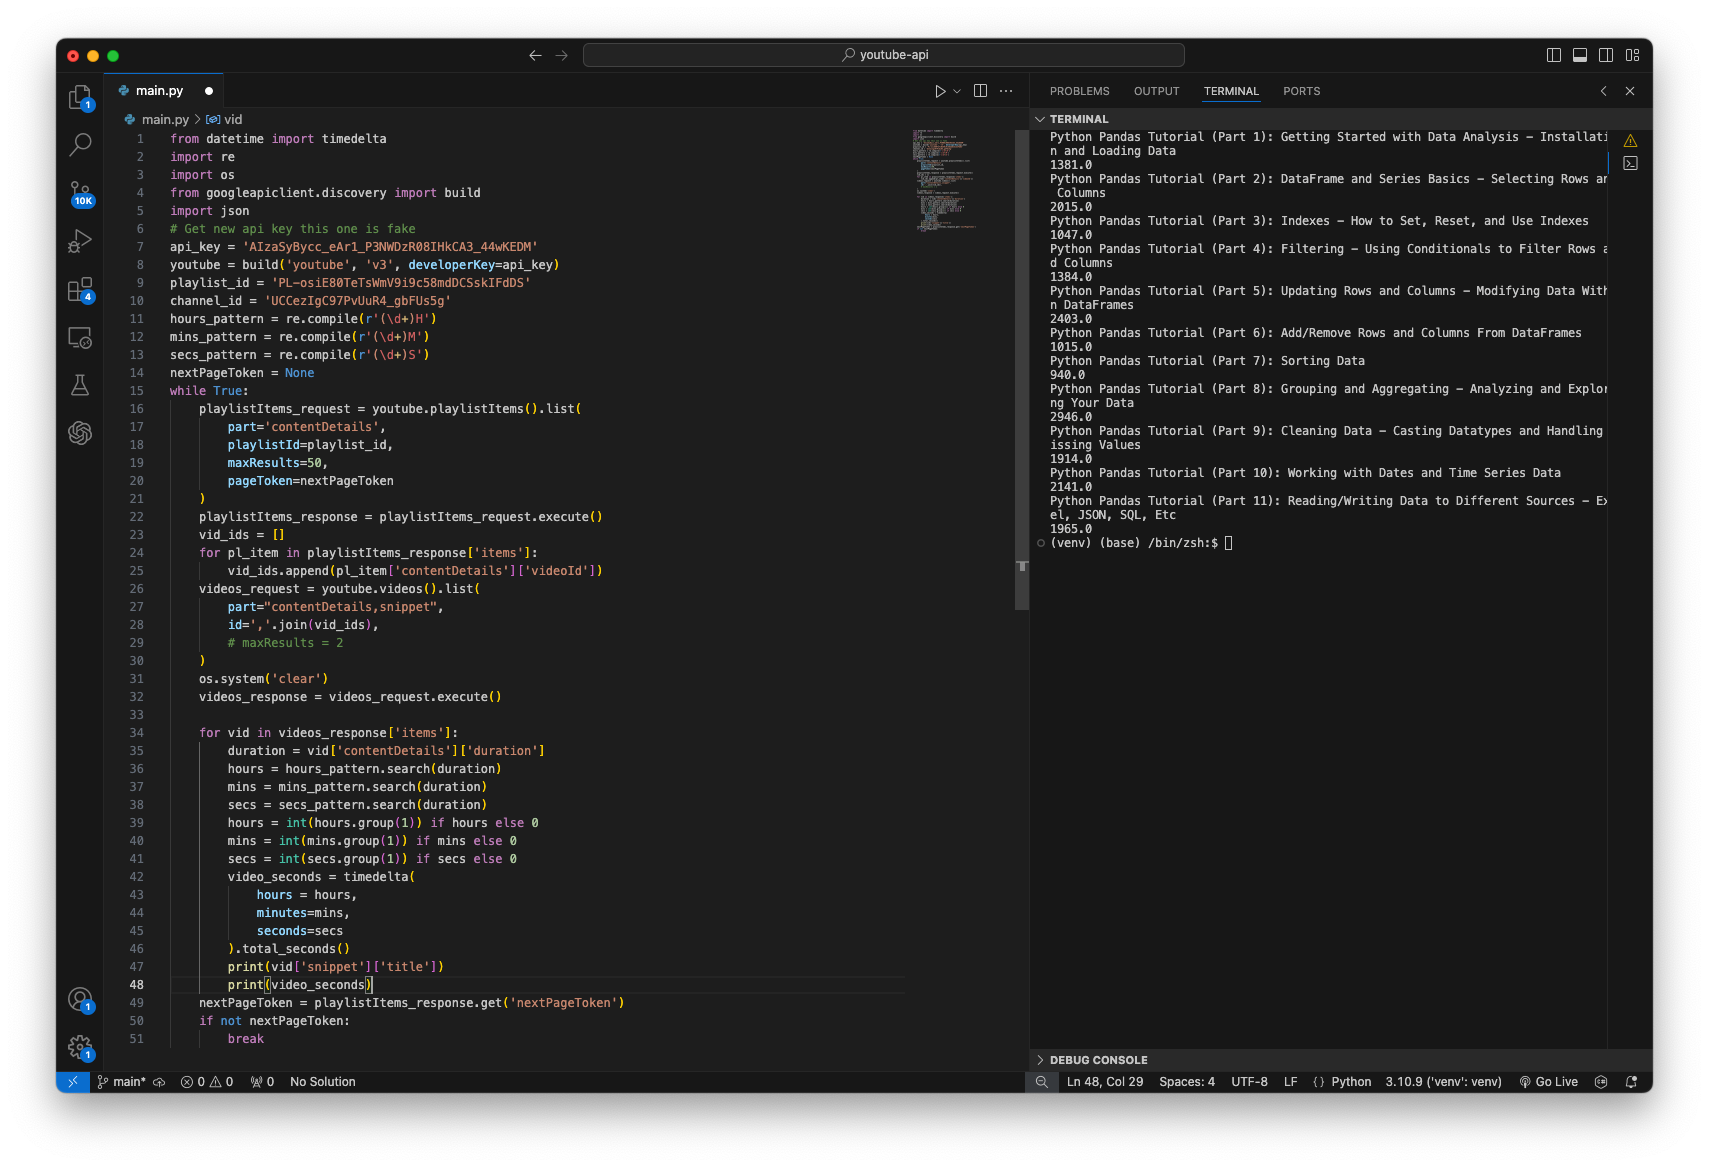 youtube-api
main.py
PROBLEMS OUTPUT TERMINAL PORTS
main.py > vid
1 from datetime import timedelta
2 import re
3 import os
4 from googleapiclient.discovery import build
5 import json
6 # Get new api key this one is fake
7 api_key = 'AIzaSyBycc_eAr1_P3NWDzR08IHkCA3_44wKEDM'
8 youtube = build('youtube', 'v3', developerKey=api_key)
9 playlist_id = 'PL-osiE80TeTsWmV9i9c58mdDCSskIFdDS'
10 channel_id = 'UCCezIgC97PvUuR4_gbFUs5g'
11 hours_pattern = re.compile(r'(\d+)H')
12 mins_pattern = re.compile(r'(\d+)M')
13 secs_pattern = re.compile(r'(\d+)S')
14 nextPageToken = None
15 while True:
16 playlistItems_request = youtube.playlistItems().list(
17 part='contentDetails',
18 playlistId=playlist_id,
19 maxResults=50,
20 pageToken=nextPageToken
21 )
22 playlistItems_response = playlistItems_request.execute()
23 vid_ids = []
24 for pl_item in playlistItems_response['items']:
25 vid_ids.append(pl_item['contentDetails']['videoId'])
26 videos_request = youtube.videos().list(
27 part="contentDetails,snippet",
28 id=','.join(vid_ids),
29 # maxResults = 2
30 )
31 os.system('clear')
32 videos_response = videos_request.execute()
33
34 for vid in videos_response['items']:
35 duration = vid['contentDetails']['duration']
36 hours = hours_pattern.search(duration)
37 mins = mins_pattern.search(duration)
38 secs = secs_pattern.search(duration)
39 hours = int(hours.group(1)) if hours else 0
40 mins = int(mins.group(1)) if mins else 0
41 secs = int(secs.group(1)) if secs else 0
42 video_seconds = timedelta(
43 hours = hours,
44 minutes=mins,
45 seconds=secs
46 ).total_seconds()
47 print(vid['snippet']['title'])
48 print(video_seconds)
49 nextPageToken = playlistItems_response.get('nextPageToken')
50 if not nextPageToken:
51 break
TERMINAL
Python Pandas Tutorial (Part 1): Getting Started with Data Analysis - Installati
n and Loading Data
1381.0
Python Pandas Tutorial (Part 2): DataFrame and Series Basics - Selecting Rows an
Columns
2015.0
Python Pandas Tutorial (Part 3): Indexes - How to Set, Reset, and Use Indexes
1047.0
Python Pandas Tutorial (Part 4): Filtering - Using Conditionals to Filter Rows a
d Columns
1384.0
Python Pandas Tutorial (Part 5): Updating Rows and Columns - Modifying Data With
n DataFrames
2403.0
Python Pandas Tutorial (Part 6): Add/Remove Rows and Columns From DataFrames
1015.0
Python Pandas Tutorial (Part 7): Sorting Data
940.0
Python Pandas Tutorial (Part 8): Grouping and Aggregating - Analyzing and Explor
ng Your Data
2946.0
Python Pandas Tutorial (Part 9): Cleaning Data - Casting Datatypes and Handling
issing Values
1914.0
Python Pandas Tutorial (Part 10): Working with Dates and Time Series Data
2141.0
Python Pandas Tutorial (Part 11): Reading/Writing Data to Different Sources - Ex
el, JSON, SQL, Etc
1965.0
(venv) (base) /bin/zsh:$
DEBUG CONSOLE
1
10K
4
1
1
main* 0 0 0 No Solution
Ln 48, Col 29 Spaces: 4 UTF-8 LF {} Python 3.10.9 ('venv': venv) Go Live